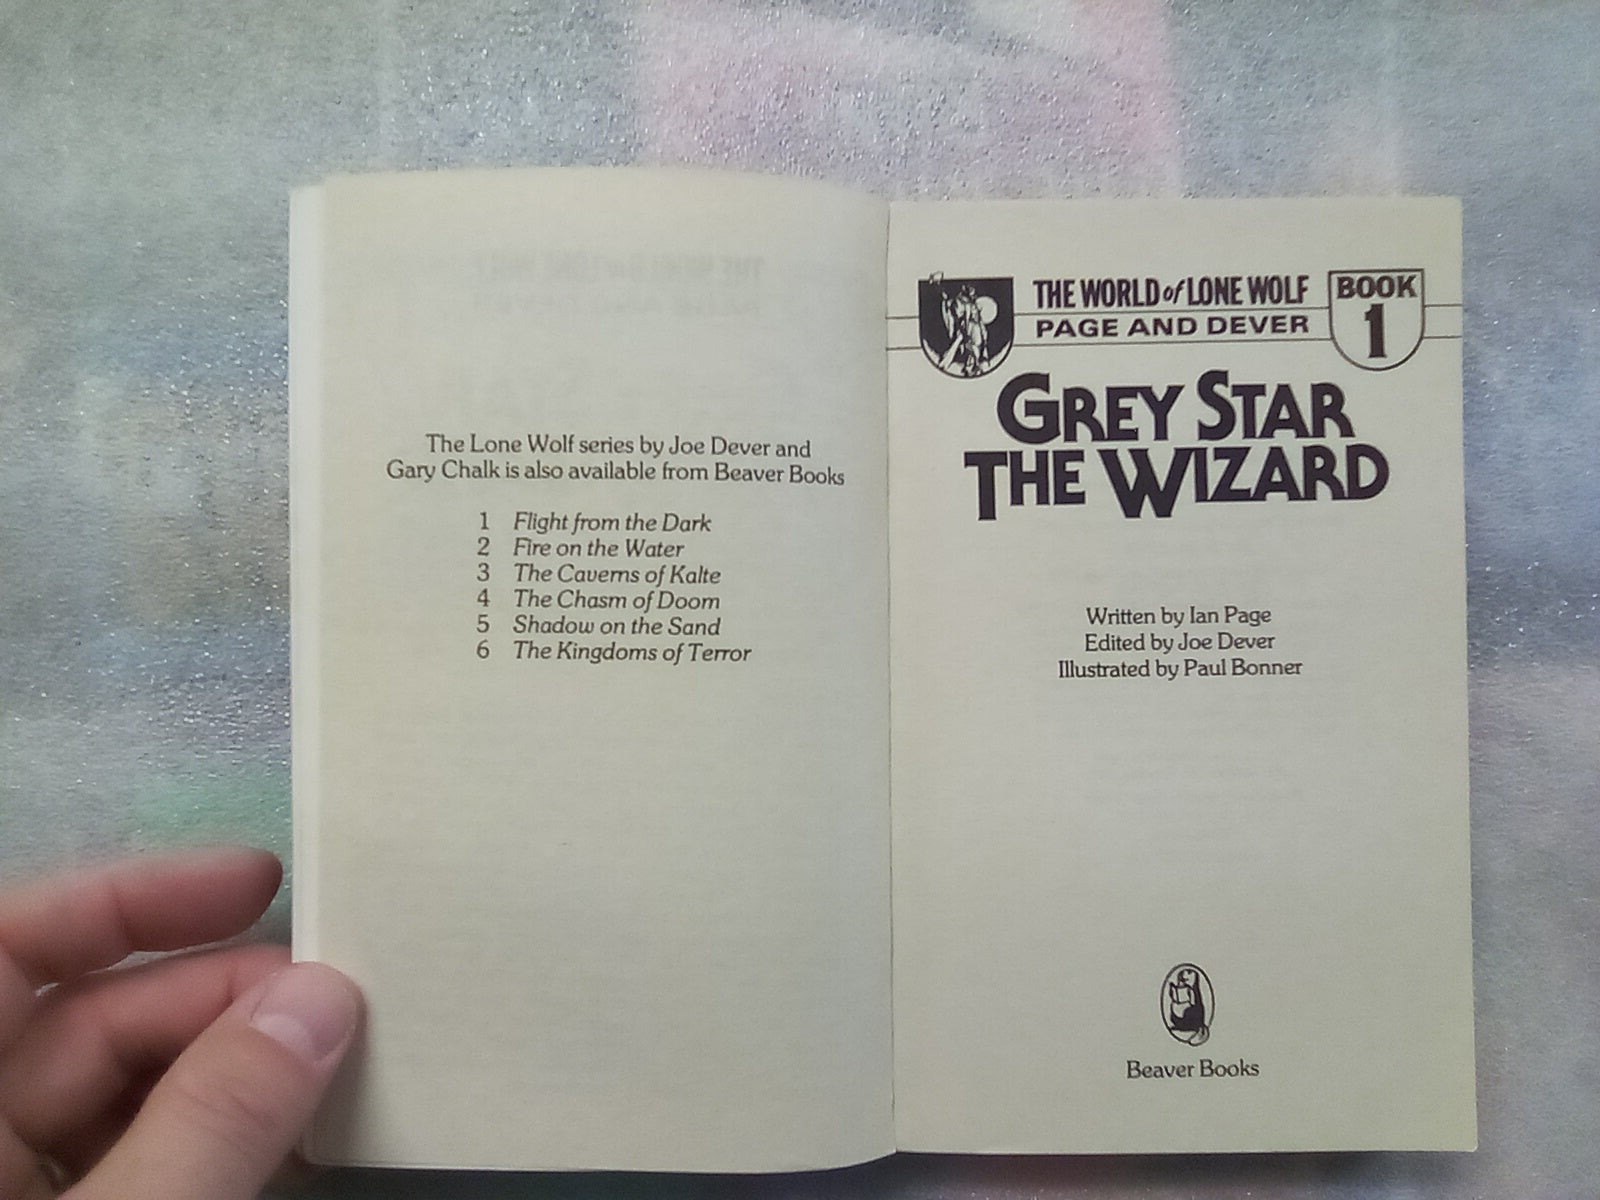 The Lone Wolf series by Joe Dever and
Gary Chalk is also available from Beaver Books
1 Flight from the Dark
2 Fire on the Water
3 The Caverns of Kalte
4 The Chasm of Doom
5 Shadow on the Sand
6 The Kingdoms of Terror
THE WORLD of LONE WOLF
PAGE AND DEVER
BOOK
1
GREY STAR
THE WIZARD
Written by Ian Page
Edited by Joe Dever
Illustrated by Paul Bonner
Beaver Books